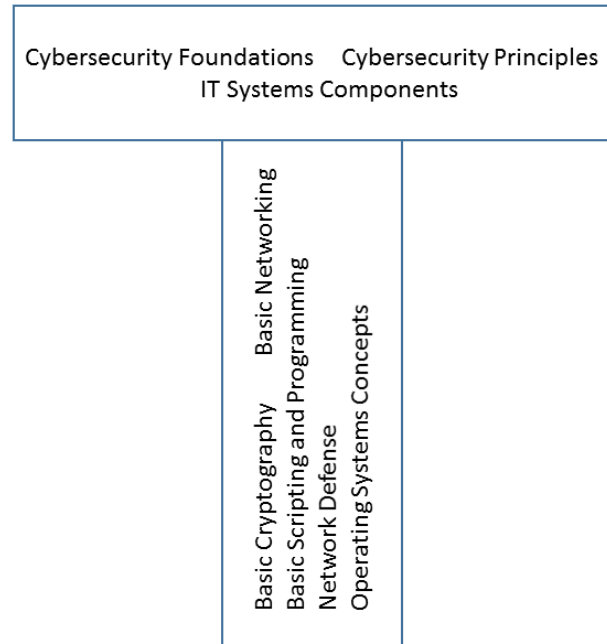 Cybersecurity Foundations Cybersecurity Principles
IT Systems Components
Basic Cryptography Basic Networking
Basic Scripting and Programming
Network Defense
Operating Systems Concepts